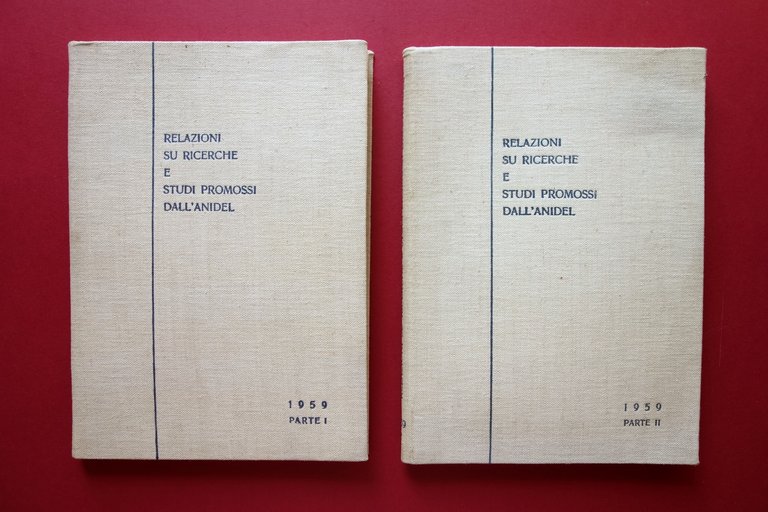 RELAZIONI
SU RICERCHE
E
STUDI PROMOSSI
DALL'ANIDEL
1959
PARTE I
RELAZIONI
SU RICERCHE
E
STUDI PROMOSSI
DALL'ANIDEL
1959
PARTE II